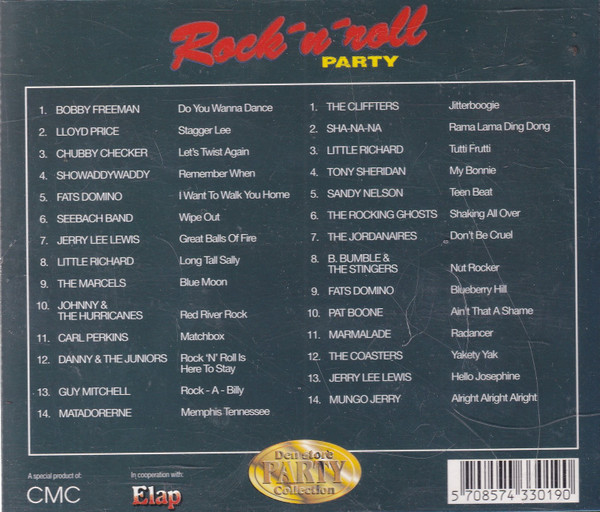 Rock´n´roll
PARTY
1. BOBBY FREEMAN Do You Wanna Dance
2. LLOYD PRICE Stagger Lee
3. CHUBBY CHECKER Let's Twist Again
4. SHOWADDYWADDY Remember When
5. FATS DOMINO I Want To Walk You Home
6. SEEBACH BAND Wipe Out
7. JERRY LEE LEWIS Great Balls Of Fire
8. LITTLE RICHARD Long Tall Sally
9. THE MARCELS Blue Moon
10. JOHNNY &
THE HURRICANES Red River Rock
11. CARL PERKINS Matchbox
12. DANNY & THE JUNIORS Rock 'N' Roll Is
Here To Stay
13. GUY MITCHELL Rock - A - Billy
14. MATADORERNE Memphis Tennessee
1. THE CLIFFTERS Jitterboogie
2. SHA-NA-NA Rama Lama Ding Dong
3. LITTLE RICHARD Tutti Frutti
4. TONY SHERIDAN My Bonnie
5. SANDY NELSON Teen Beat
6. THE ROCKING GHOSTS Shaking All Over
7. THE JORDANAIRES Don't Be Cruel
8. B. BUMBLE &
THE STINGERS Nut Rocker
9. FATS DOMINO Blueberry Hill
10. PAT BOONE Ain't That A Shame
11. MARMALADE Radancer
12. THE COASTERS Yakety Yak
13. JERRY LEE LEWIS Hello Josephine
14. MUNGO JERRY Alright Alright Alright
A special product of:
CMC
In cooperation with:
Elap
Den store
PARTY
Collection
5 708574 330190